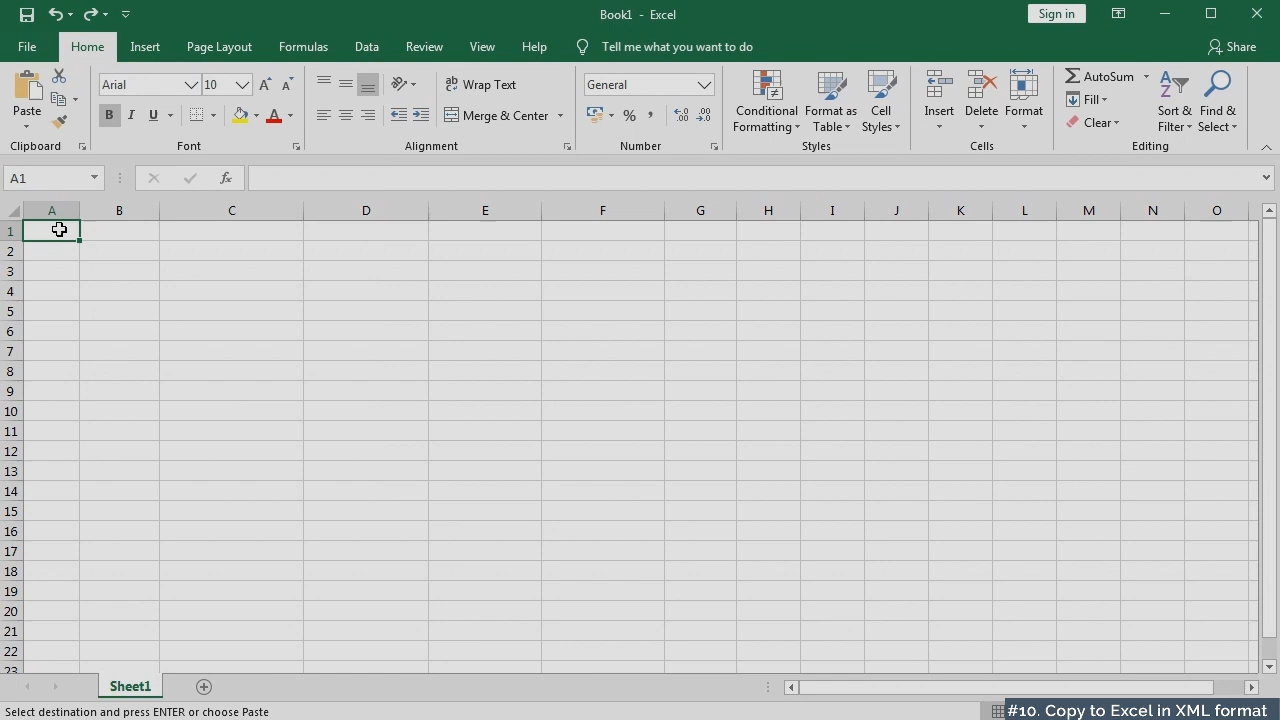 Book1 - Excel
Sign in
File Home Insert Page Layout Formulas Data Review View Help Tell me what you want to do Share
Paste
Clipboard
Arial 10
B I U A A A
Font
Wrap Text
Merge & Center
Alignment
General
%
Number
Conditional Formatting
Format as Table
Cell Styles
Styles
Insert
Delete
Format
Cells
AutoSum
Fill
Clear
Sort & Filter
Find & Select
Editing
A1 fx
A B C D E F G H I J K L M N O
1
2
3
4
5
6
7
8
9
10
11
12
13
14
15
16
17
18
19
20
21
22
23
Sheet1
Select destination and press ENTER or choose Paste
#10. Copy to Excel in XML format